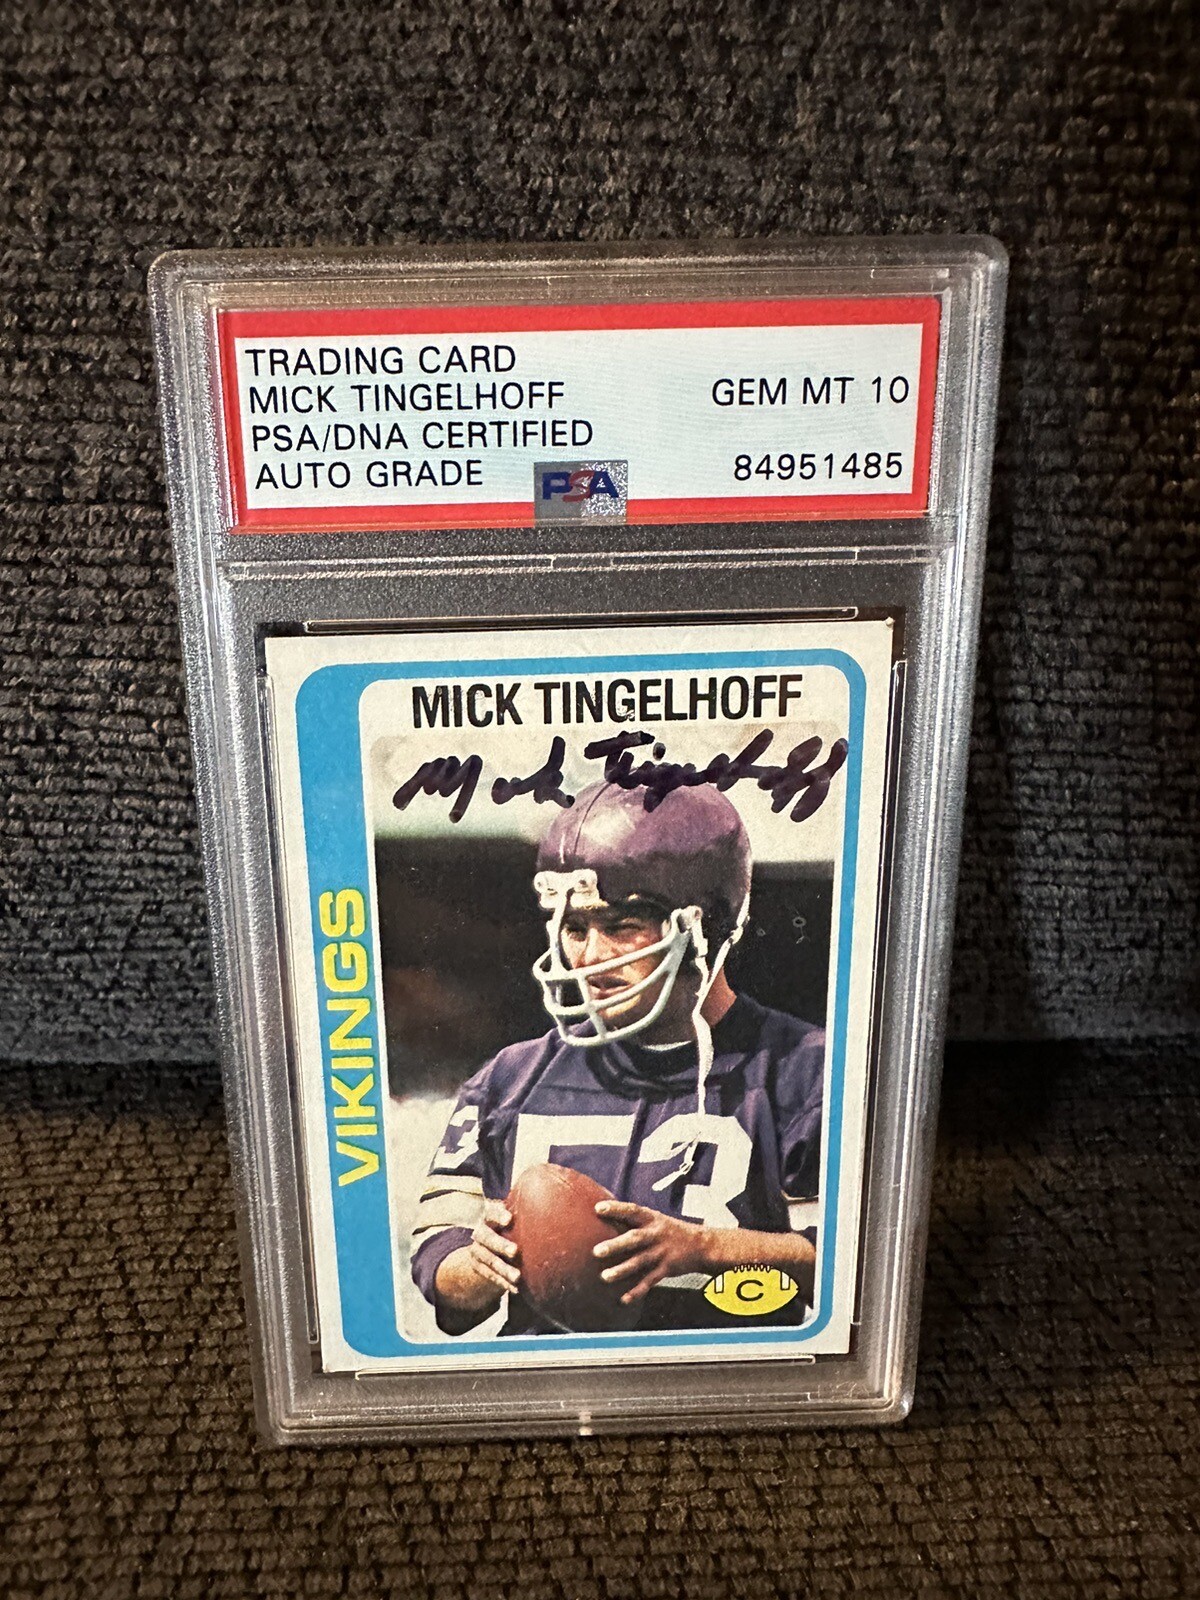 TRADING CARD
MICK TINGELHOFF GEM MT 10
PSA/DNA CERTIFIED
AUTO GRADE 84951485
PSA
MICK TINGELHOFF
Mick Tingelhoff
VIKINGS
53
C